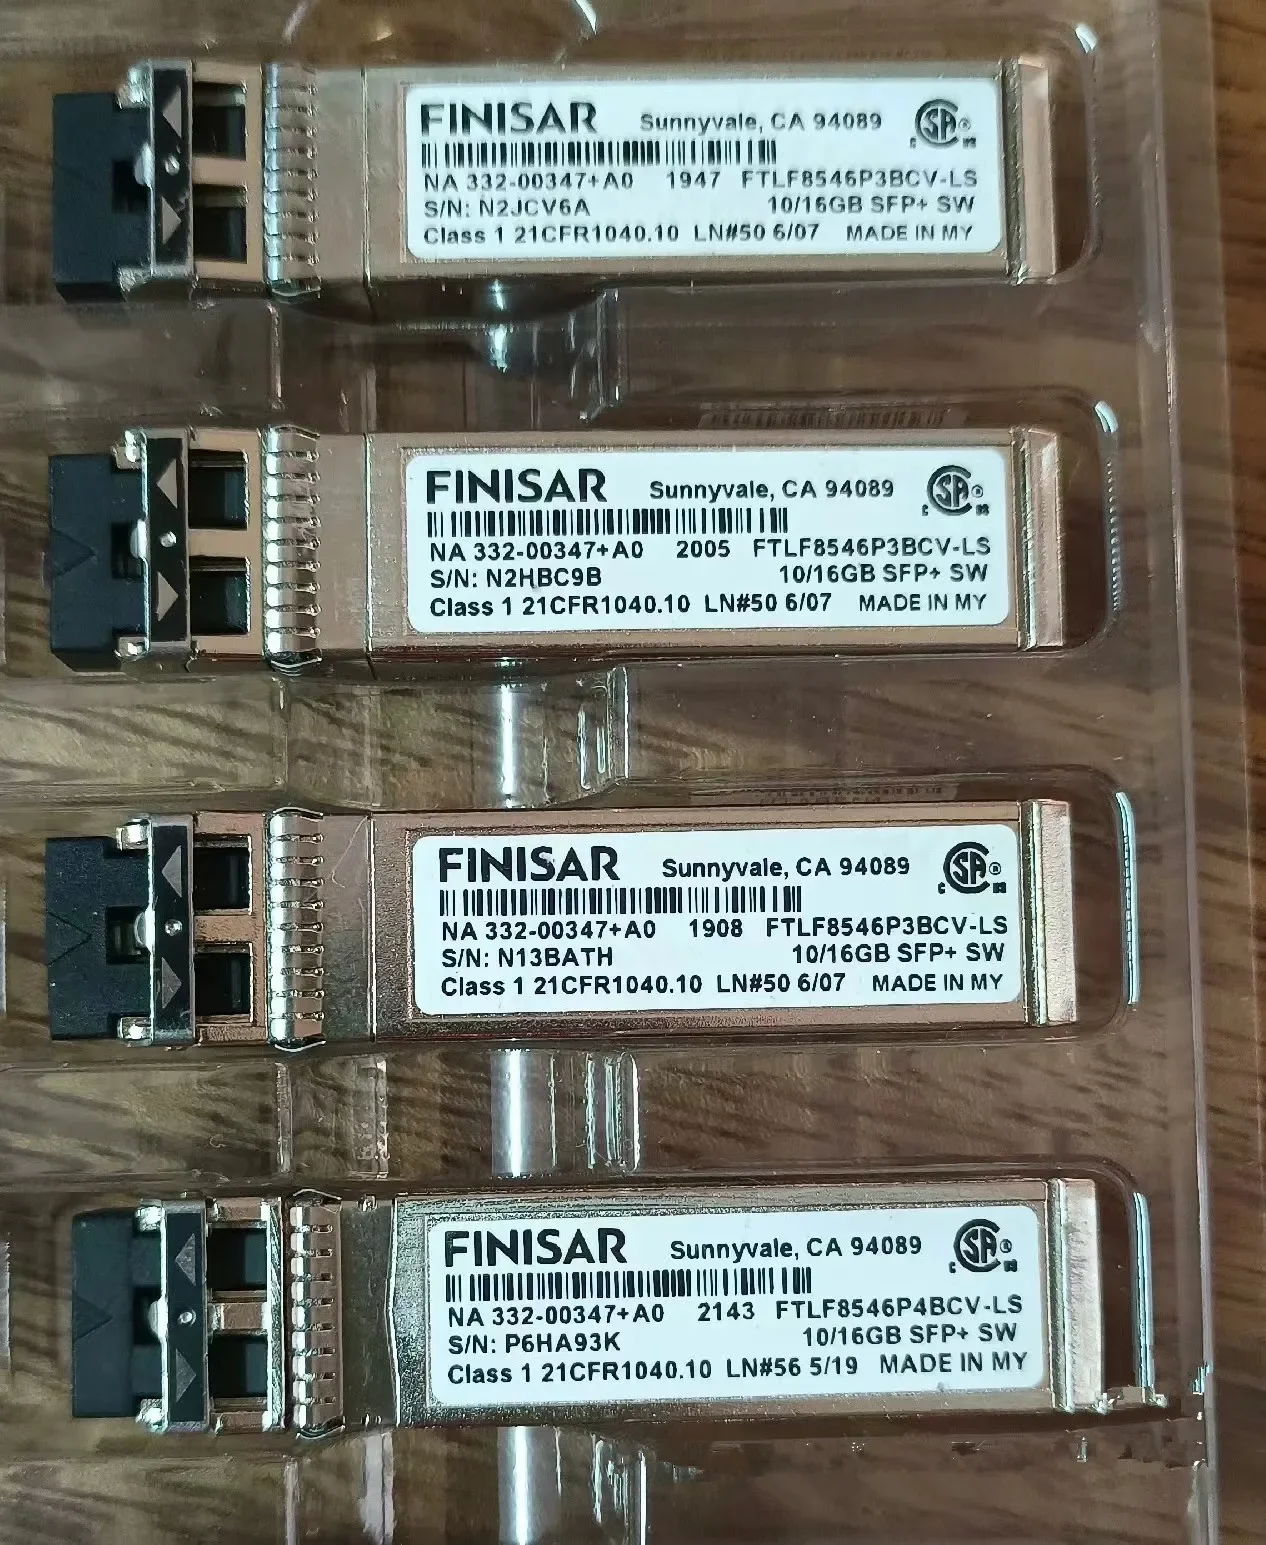 FINISAR Sunnyvale, CA 94089
NA 332-00347+A0 1947 FTLF8546P3BCV-LS
S/N: N2JCV6A 10/16GB SFP+ SW
Class 1 21CFR1040.10 LN#50 6/07 MADE IN MY
FINISAR Sunnyvale, CA 94089
NA 332-00347+A0 2005 FTLF8546P3BCV-LS
S/N: N2HBC9B 10/16GB SFP+ SW
Class 1 21CFR1040.10 LN#50 6/07 MADE IN MY
FINISAR Sunnyvale, CA 94089
NA 332-00347+A0 1908 FTLF8546P3BCV-LS
S/N: N13BATH 10/16GB SFP+ SW
Class 1 21CFR1040.10 LN#50 6/07 MADE IN MY
FINISAR Sunnyvale, CA 94089
NA 332-00347+A0 2143 FTLF8546P4BCV-LS
S/N: P6HA93K 10/16GB SFP+ SW
Class 1 21CFR1040.10 LN#56 5/19 MADE IN MY